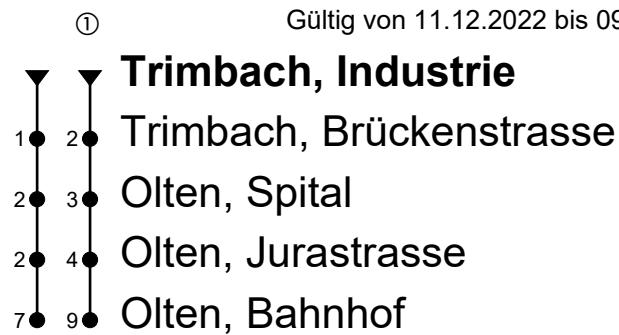 ① Gültig von 11.12.2022 bis 09
Trimbach, Industrie
1 2 Trimbach, Brückenstrasse
2 3 Olten, Spital
2 4 Olten, Jurastrasse
7 9 Olten, Bahnhof